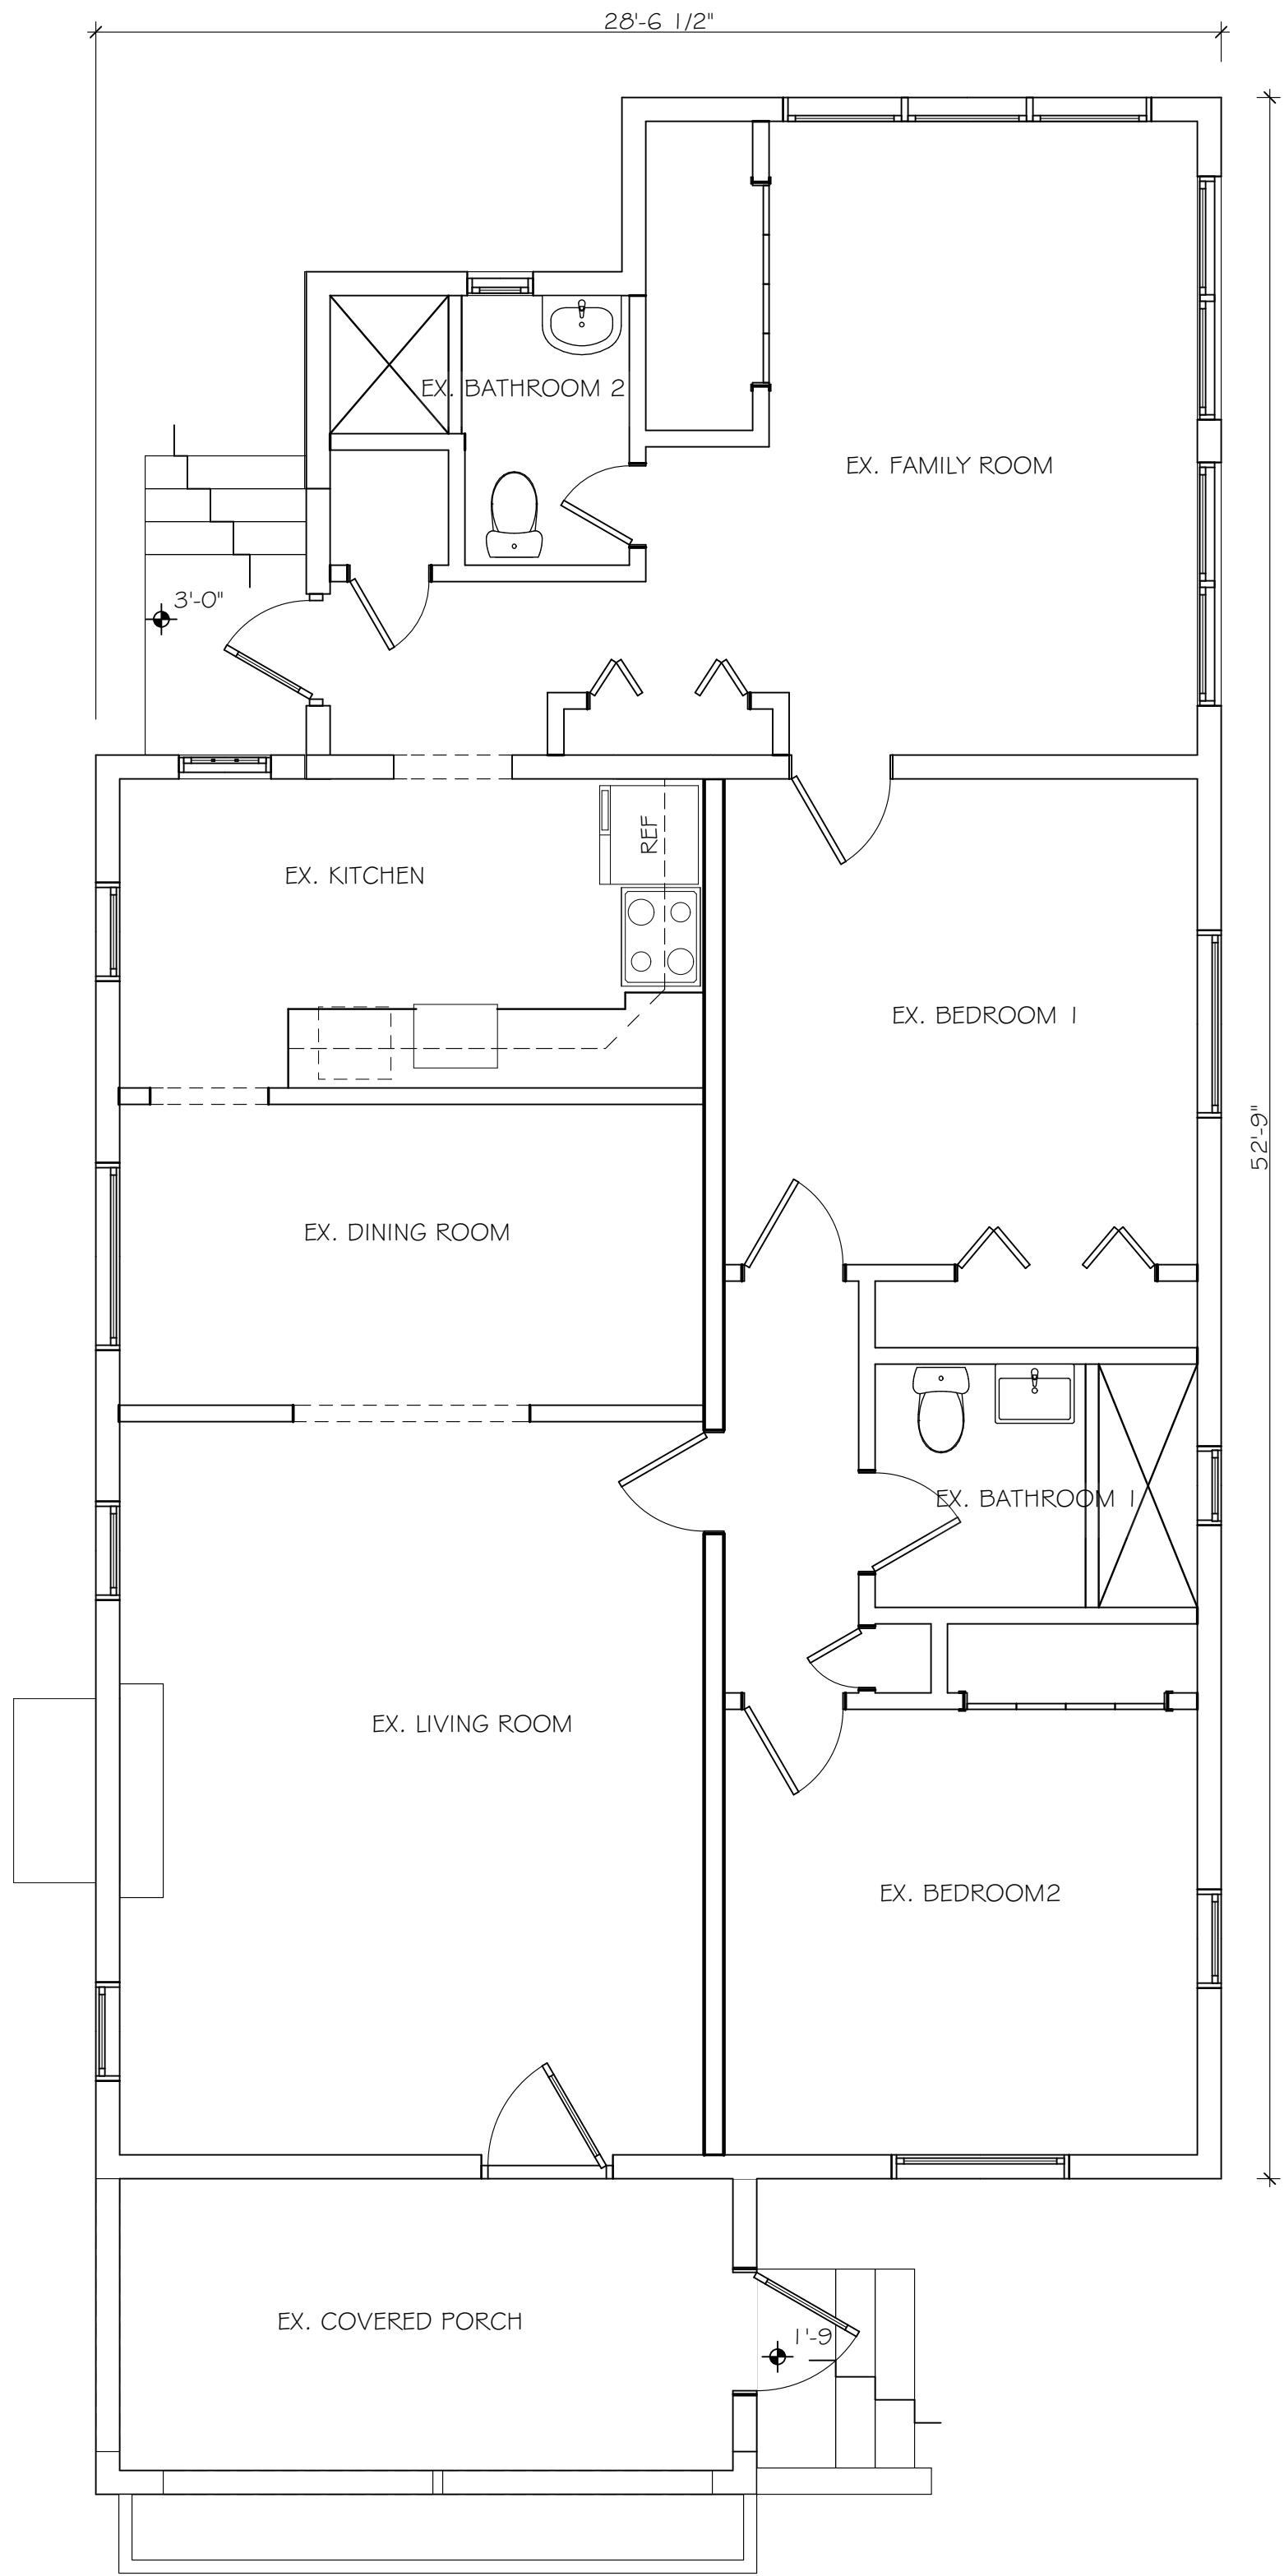 28'-6 1/2"
EX. BATHROOM 2
EX. FAMILY ROOM
3'-0"
REF
EX. KITCHEN
EX. BEDROOM 1
52'-9"
EX. DINING ROOM
EX. BATHROOM 1
EX. LIVING ROOM
EX. BEDROOM2
EX. COVERED PORCH
1'-9